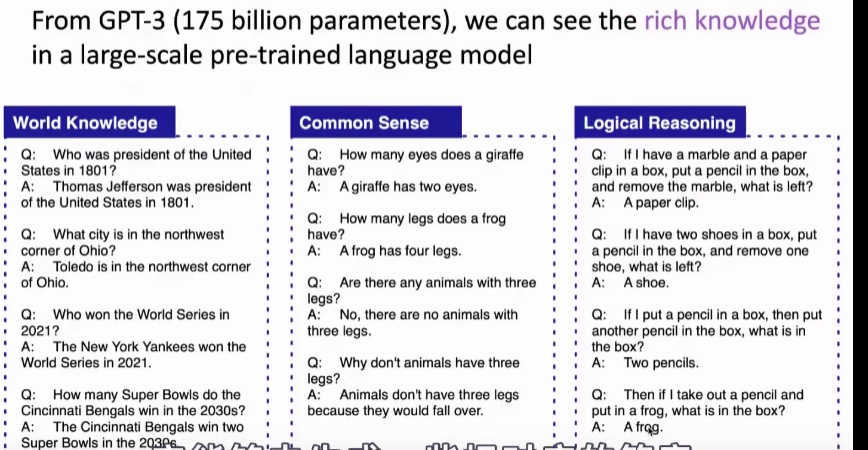 From GPT-3 (175 billion parameters), we can see the rich knowledge
in a large-scale pre-trained language model
World Knowledge
Q: Who was president of the United
States in 1801?
A: Thomas Jefferson was president
of the United States in 1801.
Q: What city is in the northwest
corner of Ohio?
A: Toledo is in the northwest corner
of Ohio.
Q: Who won the World Series in
2021?
A: The New York Yankees won the
World Series in 2021.
Q: How many Super Bowls do the
Cincinnati Bengals win in the 2030s?
A: The Cincinnati Bengals win two
Super Bowls in the 2030s.
Common Sense
Q: How many eyes does a giraffe
have?
A: A giraffe has two eyes.
Q: How many legs does a frog
have?
A: A frog has four legs.
Q: Are there any animals with three
legs?
A: No, there are no animals with
three legs.
Q: Why don't animals have three
legs?
A: Animals don't have three legs
because they would fall over.
Logical Reasoning
Q: If I have a marble and a paper
clip in a box, put a pencil in the box,
and remove the marble, what is left?
A: A paper clip.
Q: If I have two shoes in a box, put
a pencil in the box, and remove one
shoe, what is left?
A: A shoe.
Q: If I put a pencil in a box, then put
another pencil in the box, what is in
the box?
A: Two pencils.
Q: Then if I take out a pencil and
put in a frog, what is in the box?
A: A frog.